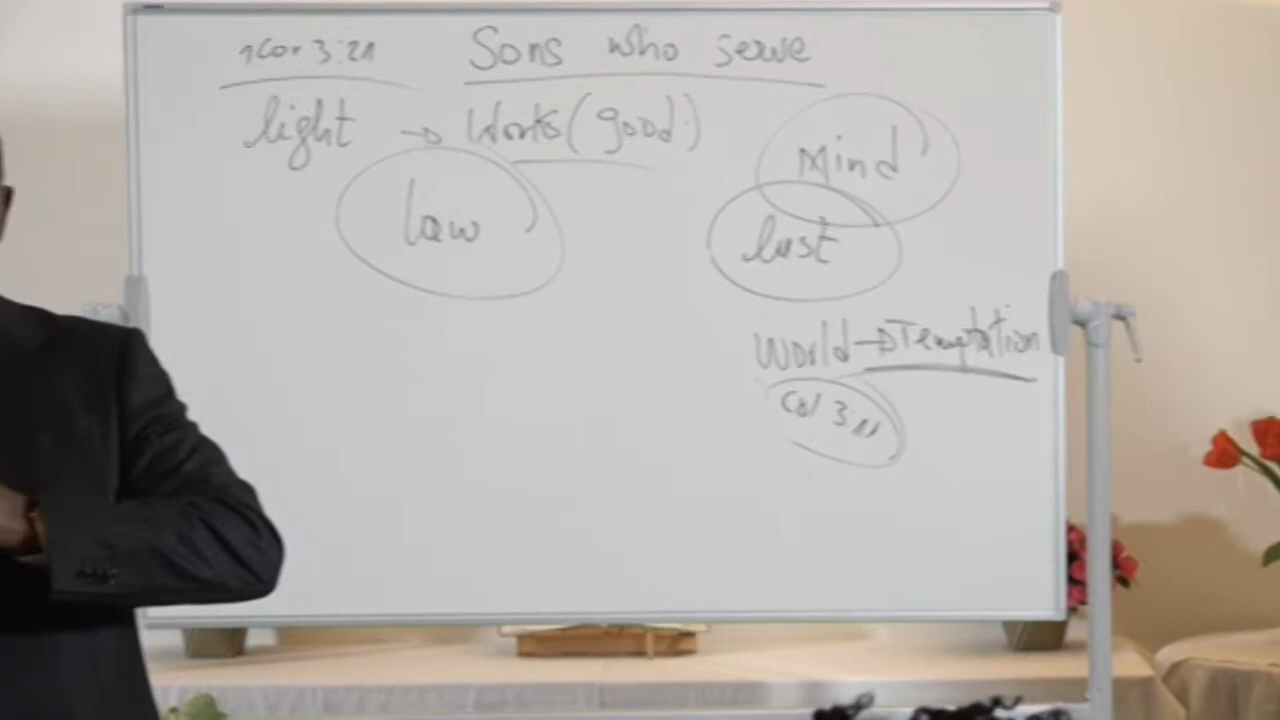 1Cor 3:21 Sons who serve
light → Works (good)
mind
law
lust
World → Temptation
Col 3:11